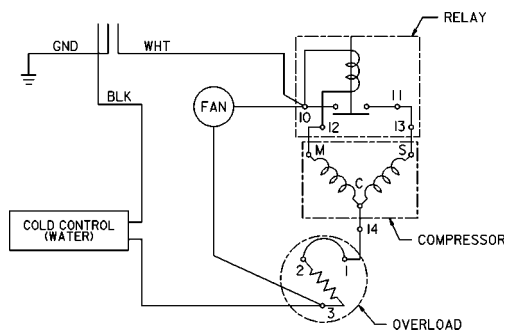 RELAY
GND
WHT
BLK
FAN
10
11
12
13
M
S
C
COLD CONTROL
(WATER)
14
COMPRESSOR
2
1
3
OVERLOAD